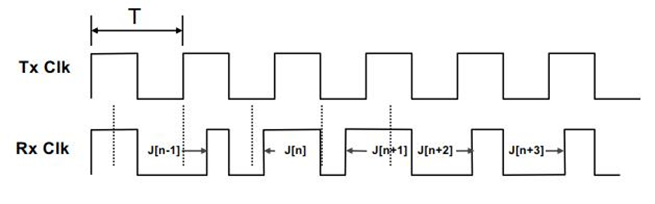 T
Tx Clk
Rx Clk
J[n-1] J[n] J[n+1] J[n+2] J[n+3]